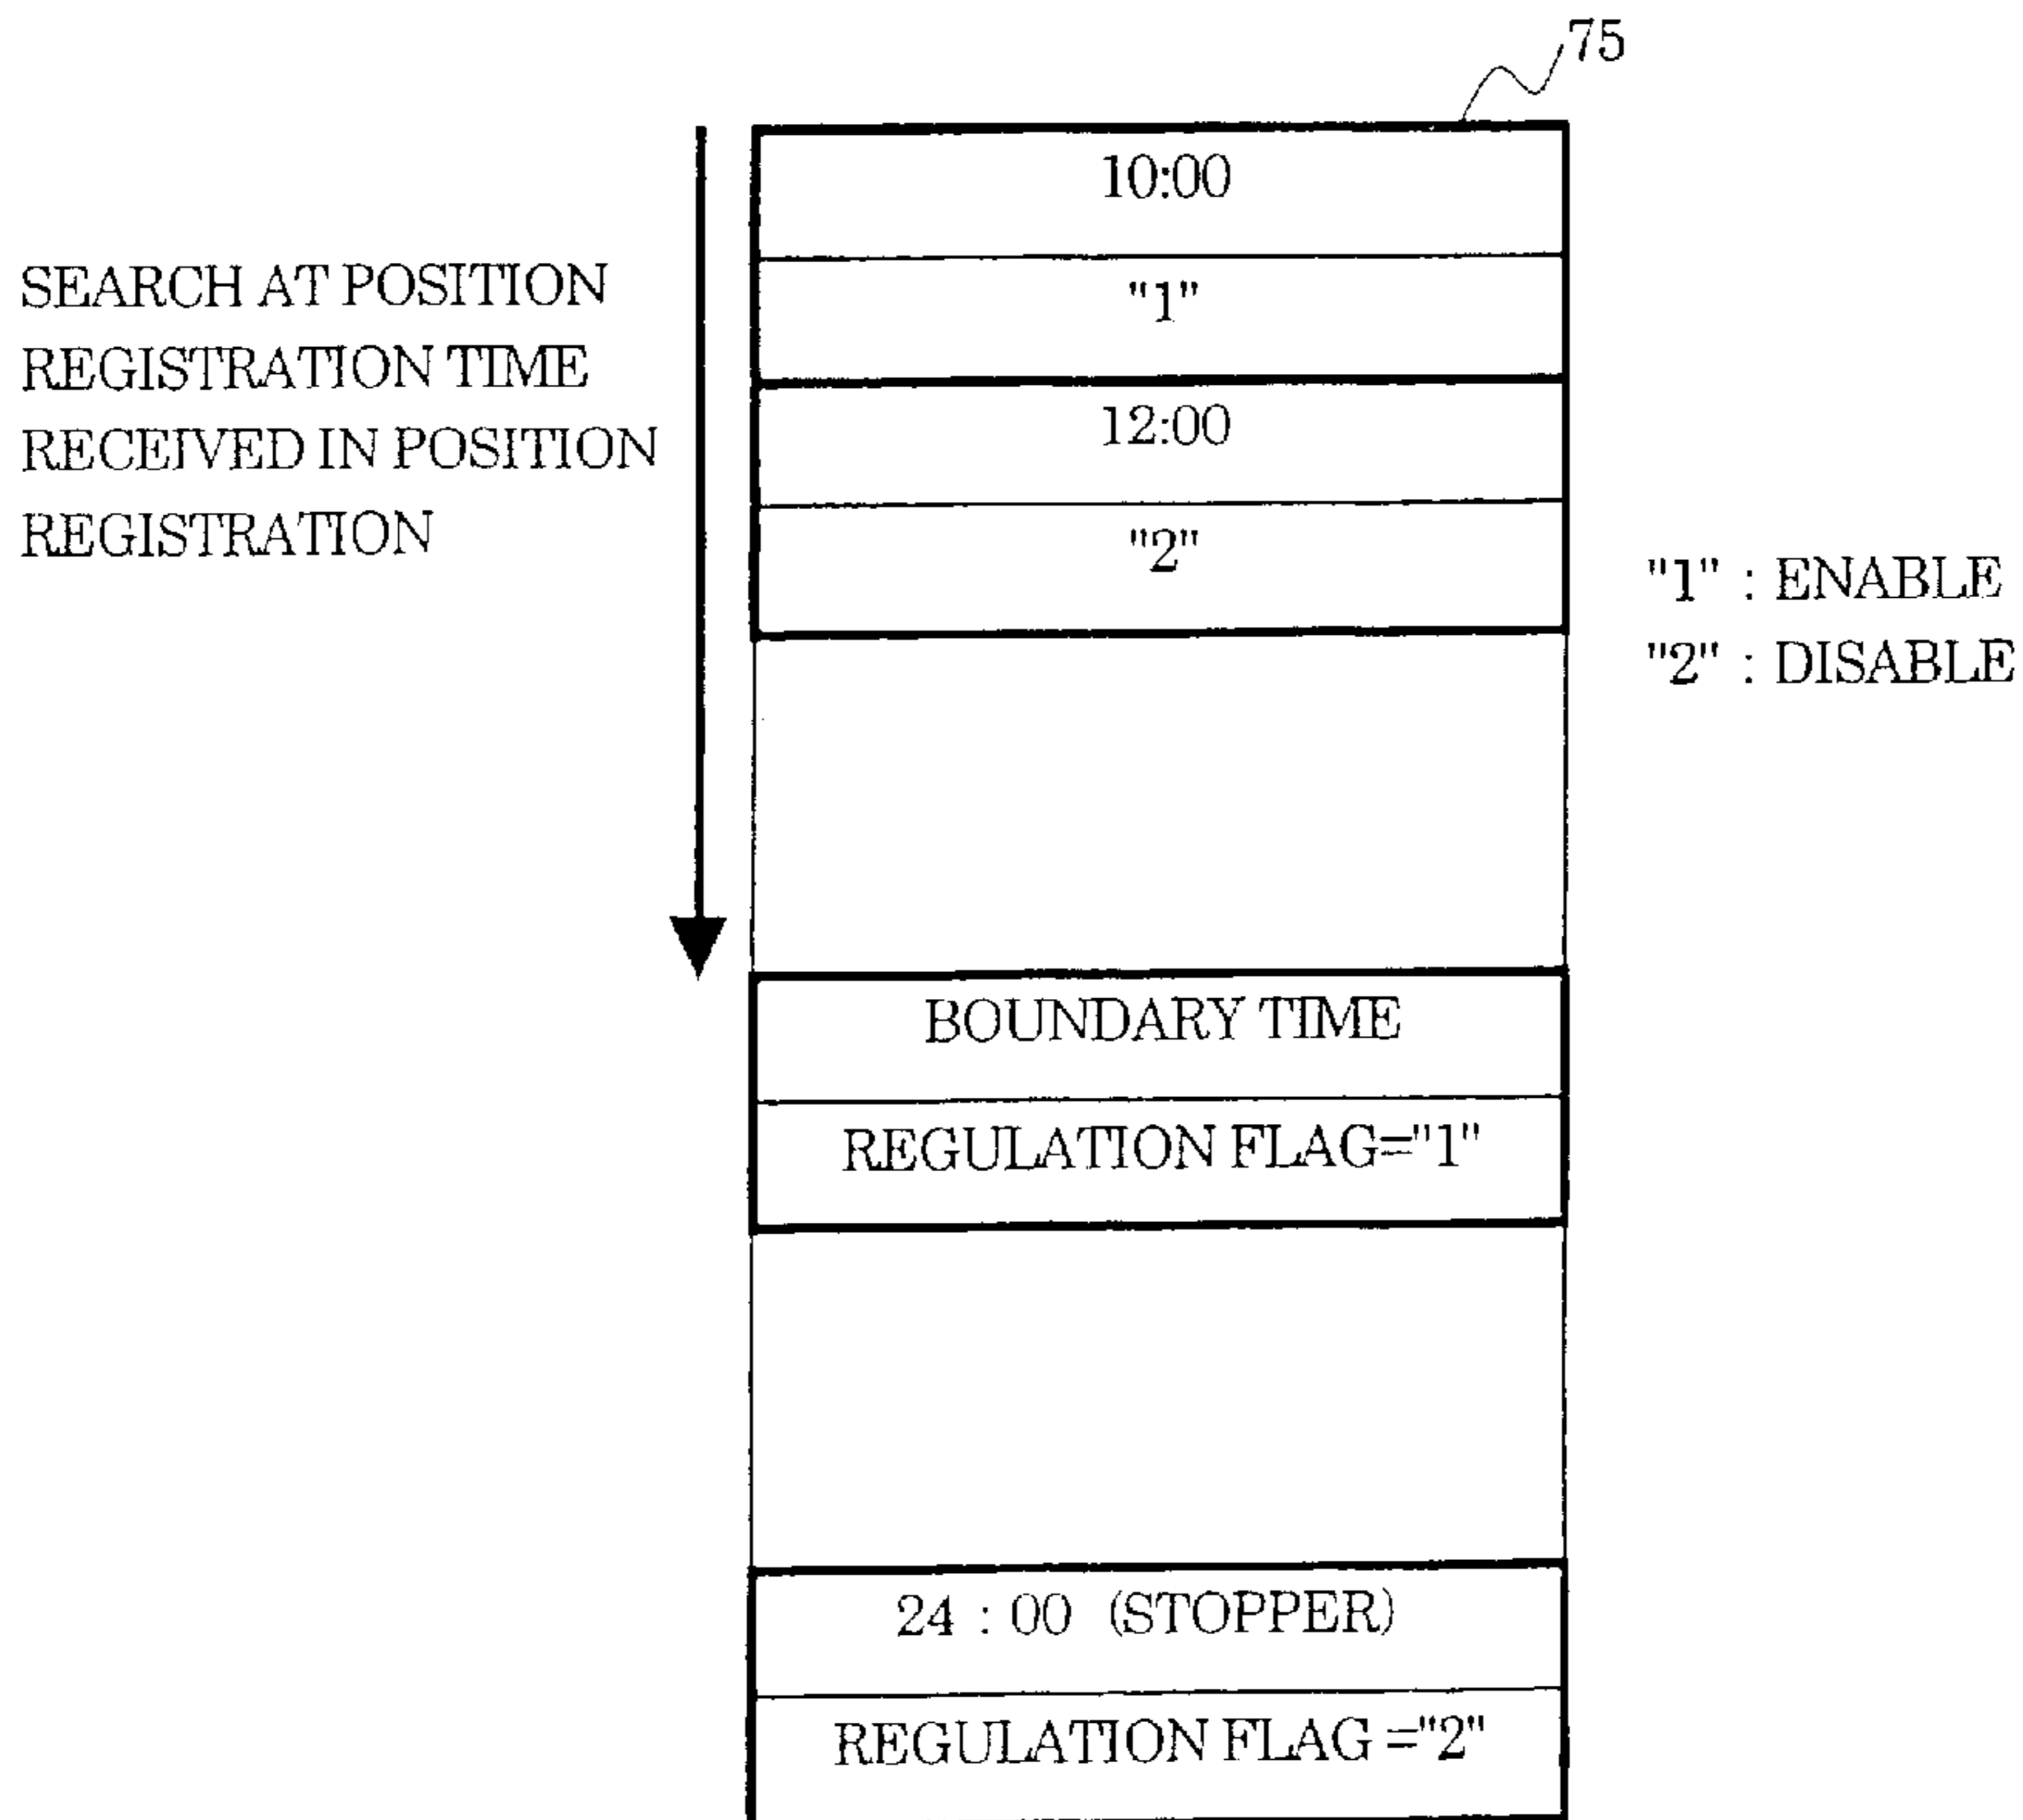 75
10:00
"1"
12:00
"2"
SEARCH AT POSITION
REGISTRATION TIME
RECEIVED IN POSITION
REGISTRATION
"1" : ENABLE
"2" : DISABLE
BOUNDARY TIME
REGULATION FLAG="1"
24 : 00 (STOPPER)
REGULATION FLAG ="2"